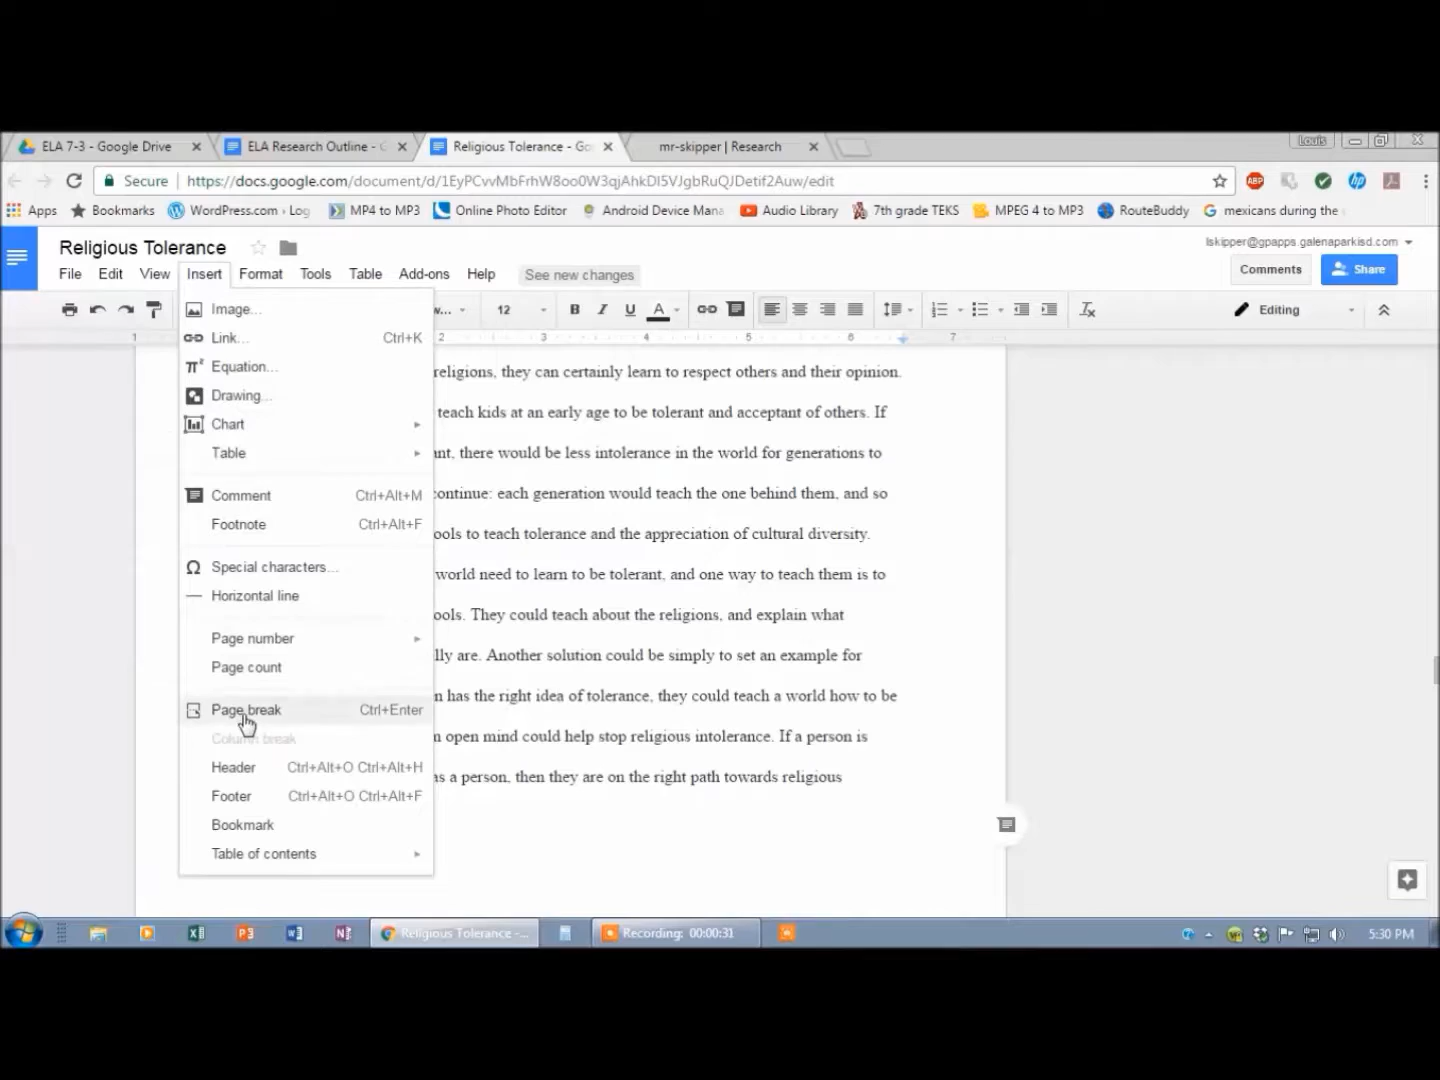 ELA 7-3 - Google Drive
ELA Research Outline -
Religious Tolerance - Go
mr-skipper | Research
Louis
Secure
https://docs.google.com/document/d/1EyPCvvMbFrhW8oo0W3qjAhkDI5VJgbRuQJDetif2Auw/edit
ABP
Apps
Bookmarks
WordPress.com › Log
MP4 to MP3
Online Photo Editor
Android Device Mana
Audio Library
7th grade TEKS
MPEG 4 to MP3
RouteBuddy
mexicans during the
Religious Tolerance
lskipper@gpapps.galenaparkisd.com
File Edit View Insert Format Tools Table Add-ons Help
See new changes
Comments
Share
12
B I U A
Editing
1 2 3 4 5 6 7
Image...
Link... Ctrl+K
Equation...
Drawing...
Chart
Table
Comment Ctrl+Alt+M
Footnote Ctrl+Alt+F
Special characters...
Horizontal line
Page number
Page count
Page break Ctrl+Enter
Column break
Header Ctrl+Alt+O Ctrl+Alt+H
Footer Ctrl+Alt+O Ctrl+Alt+F
Bookmark
Table of contents
religions, they can certainly learn to respect others and their opinion.
teach kids at an early age to be tolerant and acceptant of others. If
ant, there would be less intolerance in the world for generations to
continue: each generation would teach the one behind them, and so
ools to teach tolerance and the appreciation of cultural diversity.
world need to learn to be tolerant, and one way to teach them is to
ools. They could teach about the religions, and explain what
lly are. Another solution could be simply to set an example for
n has the right idea of tolerance, they could teach a world how to be
n open mind could help stop religious intolerance. If a person is
as a person, then they are on the right path towards religious
Religious Tolerance -...
Recording: 00:00:31
5:30 PM